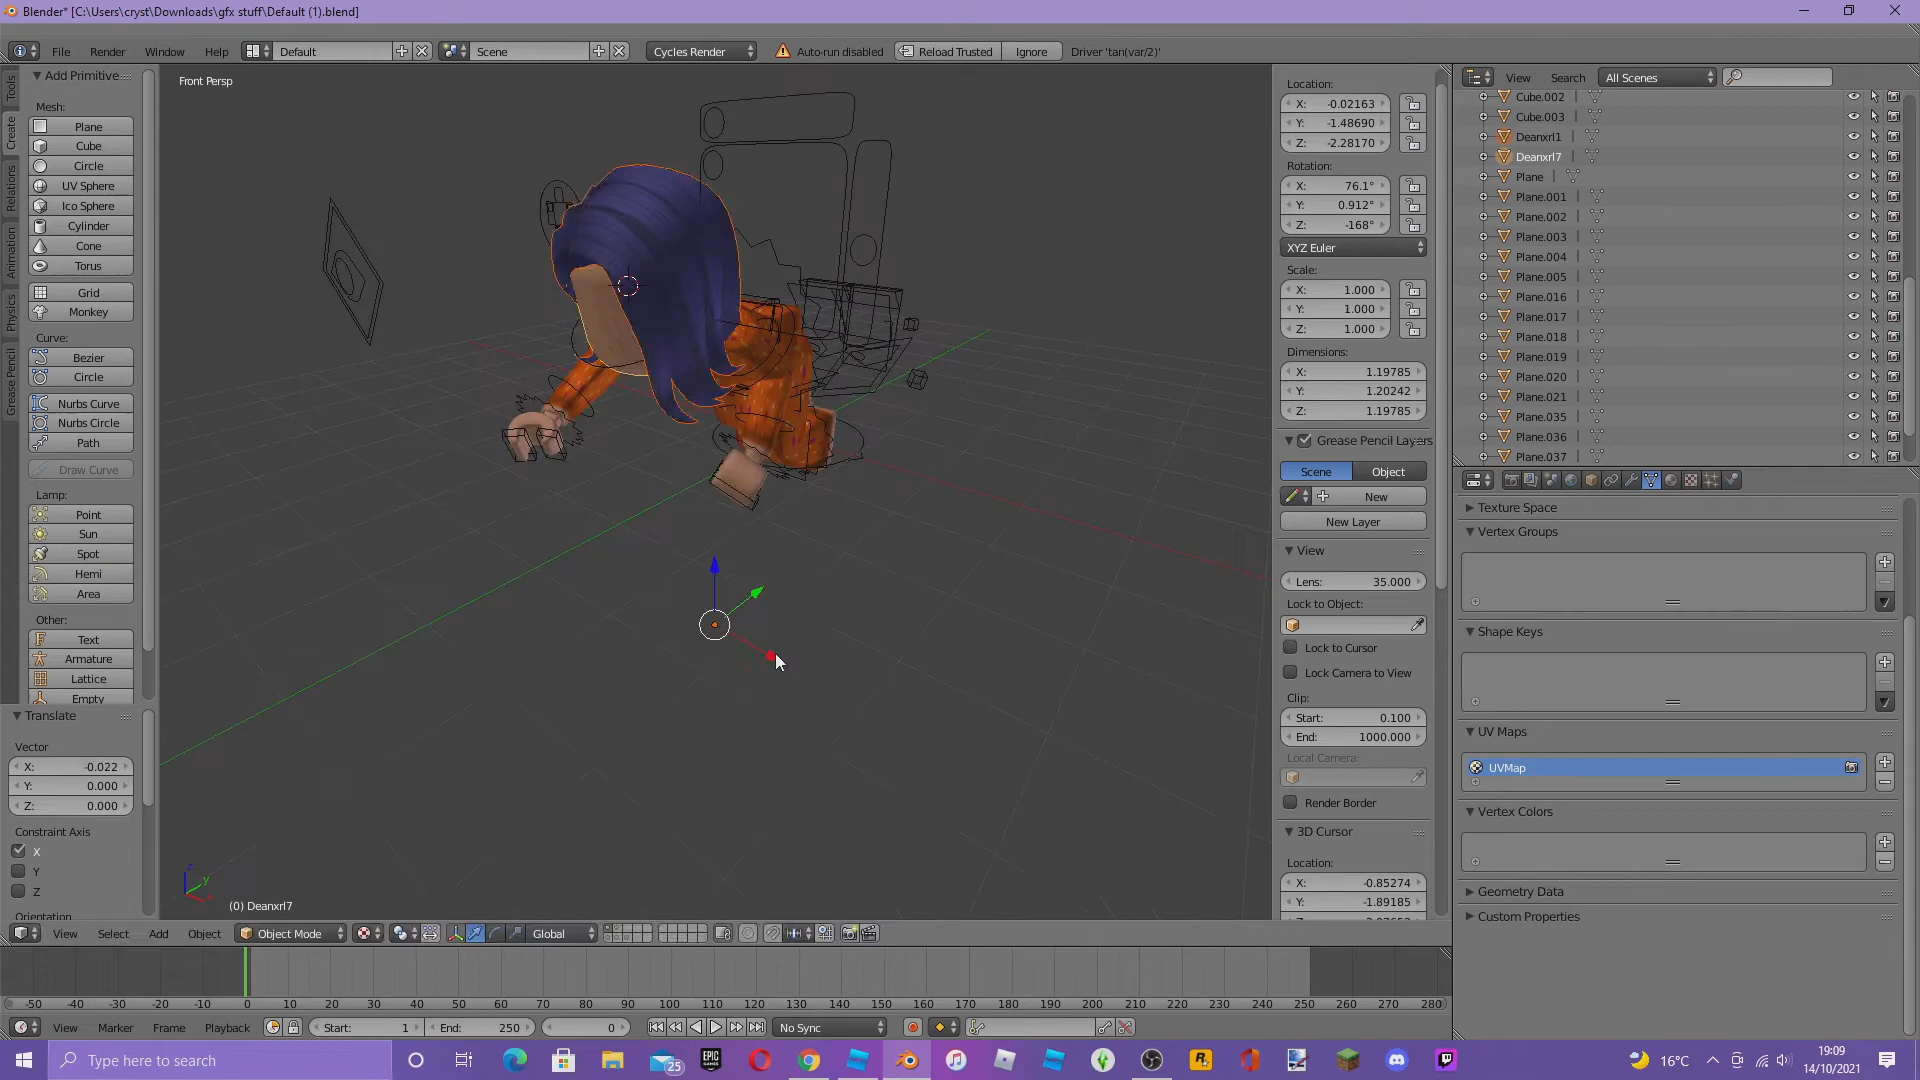 Blender* [C:\Users\cryst\Downloads\gfx stuff\Default (1).blend]
File Render Window Help Default Scene Cycles Render Auto-run disabled Reload Trusted Ignore Driver 'tan(var/2)'
Tools
Create
Relations
Animation
Physics
Grease Pencil
Add Primitive
Mesh:
Plane
Cube
Circle
UV Sphere
Ico Sphere
Cylinder
Cone
Torus
Grid
Monkey
Curve:
Bezier
Circle
Nurbs Curve
Nurbs Circle
Path
Draw Curve
Lamp:
Point
Sun
Spot
Hemi
Area
Other:
Text
Armature
Lattice
Empty
Translate
Vector
X: -0.022
Y: 0.000
Z: 0.000
Constraint Axis
X
Y
Z
Orientation
Front Persp
z
y
(0) Deanxrl7
Location:
X: -0.02163
Y: -1.48690
Z: -2.28170
Rotation:
X: 76.1°
Y: 0.912°
Z: -168°
XYZ Euler
Scale:
X: 1.000
Y: 1.000
Z: 1.000
Dimensions:
X: 1.19785
Y: 1.20242
Z: 1.19785
Grease Pencil Layers
Scene Object
New
New Layer
View
Lens: 35.000
Lock to Object:
Lock to Cursor
Lock Camera to View
Clip:
Start: 0.100
End: 1000.000
Local Camera:
Render Border
3D Cursor
Location:
X: -0.85274
Y: -1.89185
View Search All Scenes
Cube.002
Cube.003
Deanxrl1
Deanxrl7
Plane
Plane.001
Plane.002
Plane.003
Plane.004
Plane.005
Plane.016
Plane.017
Plane.018
Plane.019
Plane.020
Plane.021
Plane.035
Plane.036
Plane.037
Texture Space
Vertex Groups
Shape Keys
UV Maps
UVMap
Vertex Colors
Geometry Data
Custom Properties
View Select Add Object Object Mode Global
-50 -40 -30 -20 -10 0 10 20 30 40 50 60 70 80 90 100 110 120 130 140 150 160 170 180 190 200 210 220 230 240 250 260 270 280
View Marker Frame Playback Start: 1 End: 250 0 No Sync
Type here to search
25
EPIC GAMES
16°C
19:09
14/10/2021